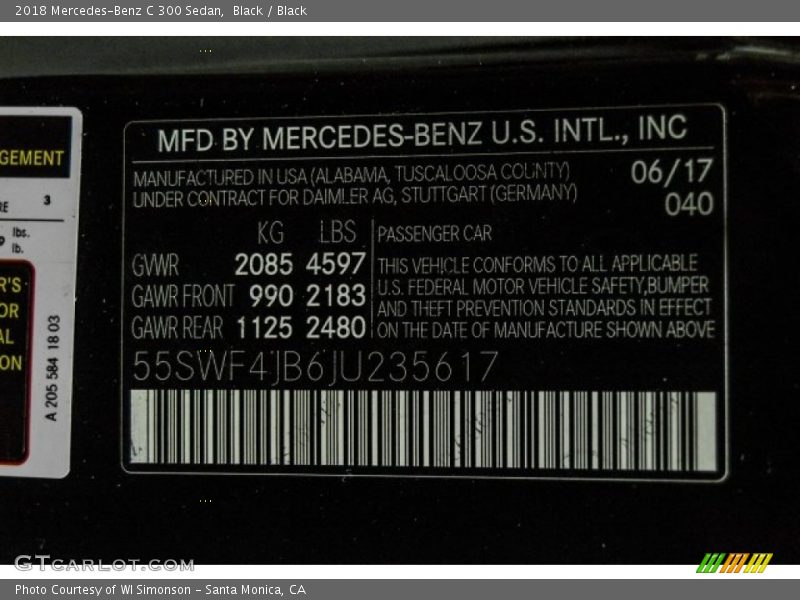 2018 Mercedes-Benz C 300 Sedan, Black / Black
MFD BY MERCEDES-BENZ U.S. INTL., INC
MANUFACTURED IN USA (ALABAMA, TUSCALOOSA COUNTY)
UNDER CONTRACT FOR DAIMLER AG, STUTTGART (GERMANY)
06/17
040
KG LBS
GVWR 2085 4597
GAWR FRONT 990 2183
GAWR REAR 1125 2480
PASSENGER CAR
THIS VEHICLE CONFORMS TO ALL APPLICABLE
U.S. FEDERAL MOTOR VEHICLE SAFETY,BUMPER
AND THEFT PREVENTION STANDARDS IN EFFECT
ON THE DATE OF MANUFACTURE SHOWN ABOVE
55SWF4JB6JU235617
GEMENT
RE 3
lbs.
lb.
R'S
OR
AL
ON
A 205 584 18 03
GTcarlot.com
Photo Courtesy of WI Simonson - Santa Monica, CA